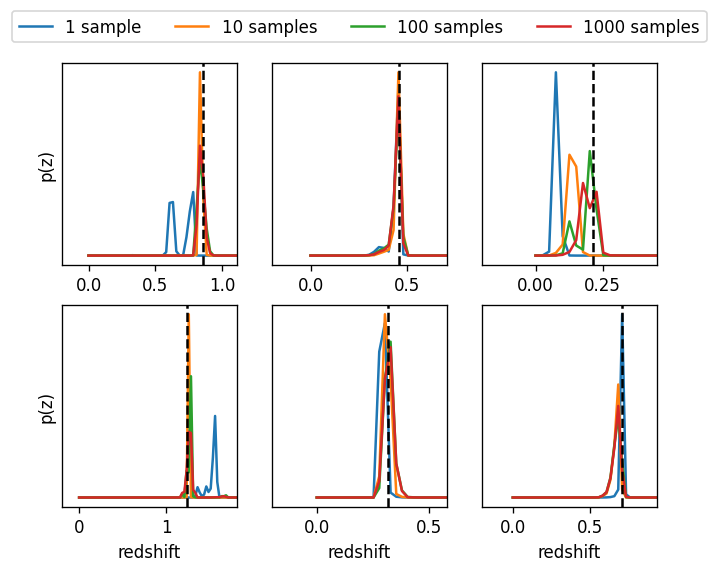 1 sample 10 samples 100 samples 1000 samples
p(z)
0.0 0.5 1.0
0.0 0.5
0.00 0.25
p(z)
0 1
0.0 0.5
0.0 0.5
redshift redshift redshift